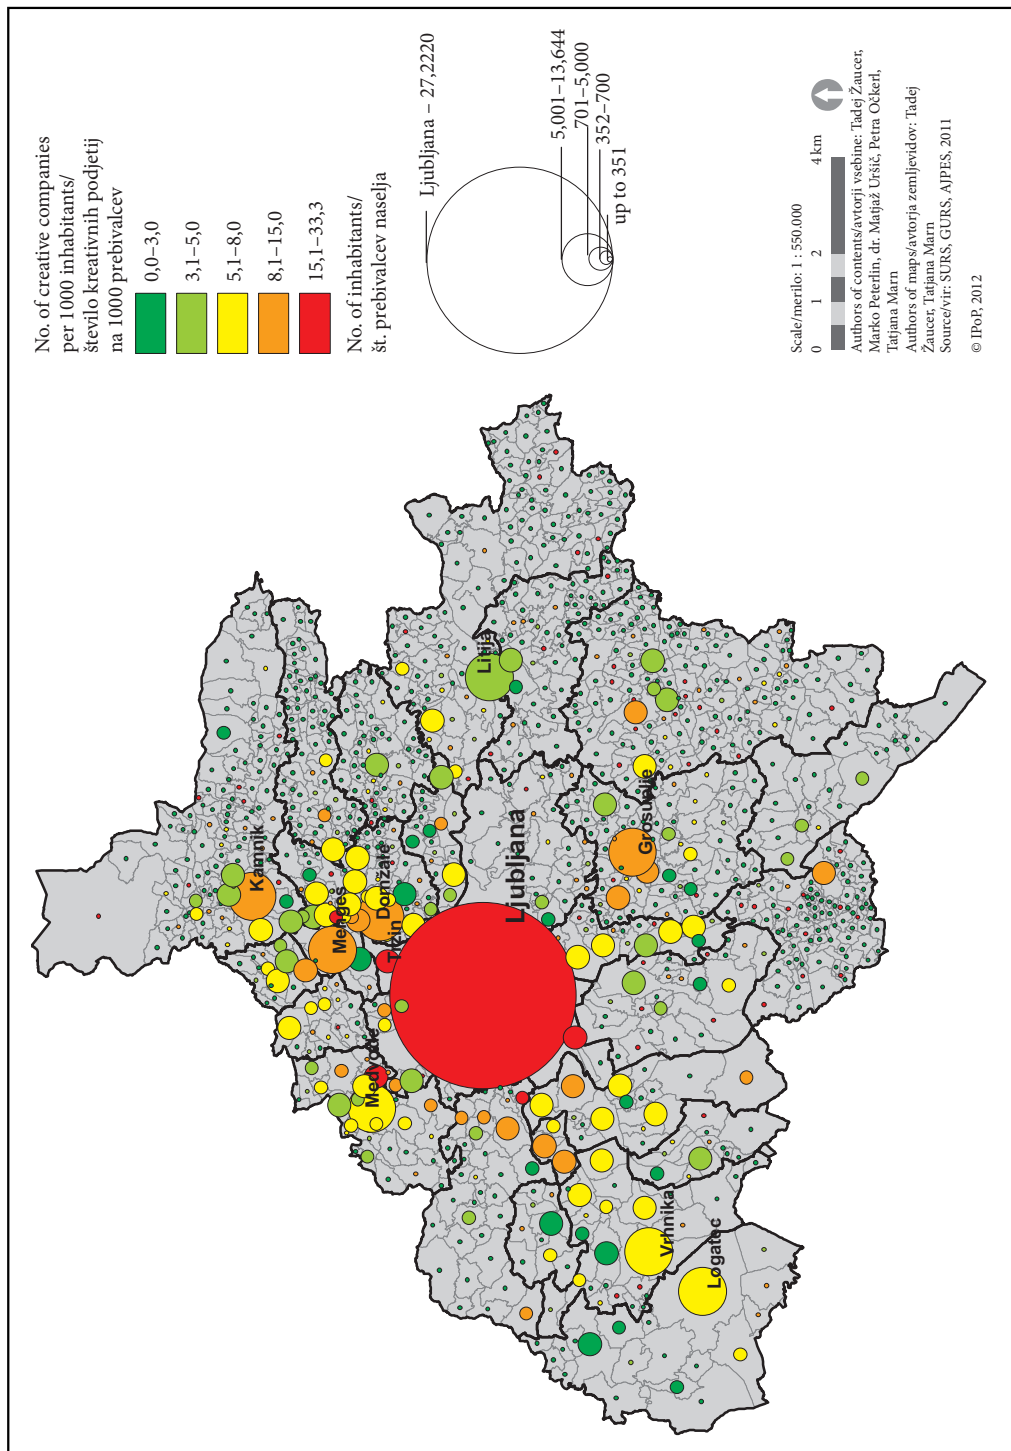 No. of creative companies
per 1000 inhabitants/
število kreativnih podjetij
na 1000 prebivalcev
0,0–3,0
3,1–5,0
5,1–8,0
8,1–15,0
15,1–33,3
No. of inhabitants/
št. prebivalcev naselja
Ljubljana – 27,2220
5,001–13,644
701–5,000
352–700
up to 351
Scale/merilo: 1 : 550.000
0 1 2 4 km
Authors of contents/avtorji vsebine: Tadej Žaucer,
Marko Peterlin, dr. Matjaž Uršič, Petra Očkerl,
Tatjana Marn
Authors of maps/avtorja zemljevidov: Tadej
Žaucer, Tatjana Marn
Source/vir: SURS, GURS, AJPES, 2011
© IPoP, 2012
Kamnik
Mengeš
Domžale
Trzin
Medvode
Litija
Ljubljana
Grosuplje
Vrhnika
Logatec